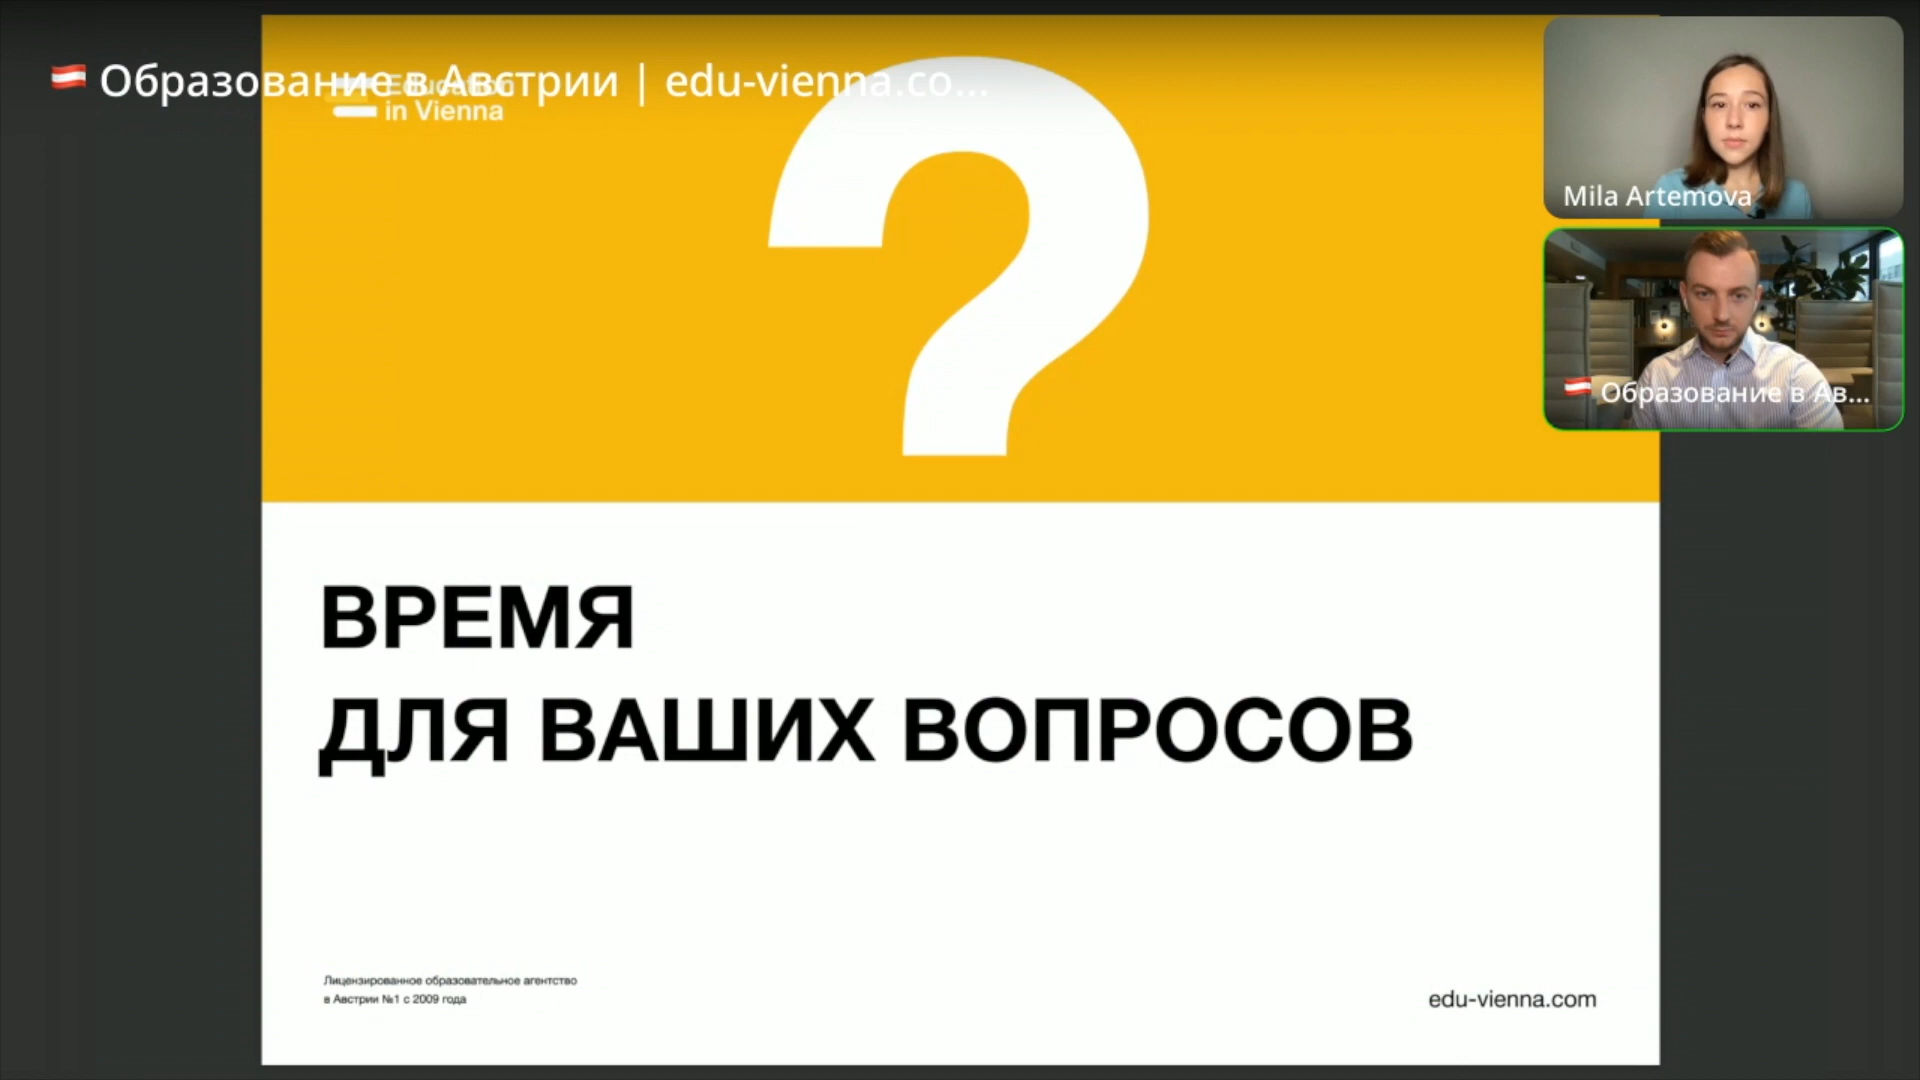 Образование в Австрии | edu-vienna.co...
Education
in Vienna
Mila Artemova
Образование в Ав...
ВРЕМЯ
ДЛЯ ВАШИХ ВОПРОСОВ
Лицензированное образовательное агентство
в Австрии №1 с 2009 года
edu-vienna.com